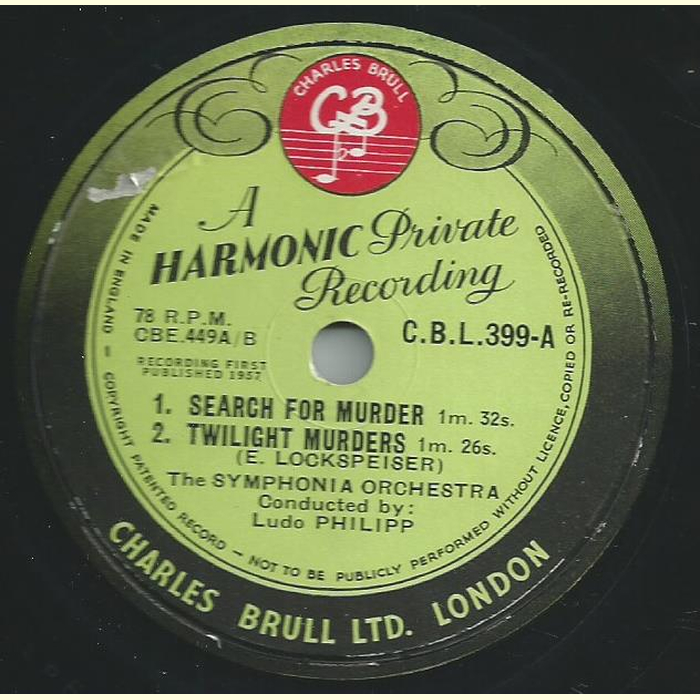 CHARLES BRULL
CB
A
HARMONIC Private
Recording
78 R.P.M.
CBE.449A/B
C.B.L.399-A
RECORDING FIRST
PUBLISHED 1957
1. SEARCH FOR MURDER 1m. 32s.
2. TWILIGHT MURDERS 1m. 26s.
(E. LOCKSPEISER)
The SYMPHONIA ORCHESTRA
Conducted by:
Ludo PHILIPP
MADE IN ENGLAND – COPYRIGHT PATENTED RECORD – NOT TO BE PUBLICLY PERFORMED WITHOUT LICENCE, COPIED OR RE-RECORDED
CHARLES BRULL LTD. LONDON